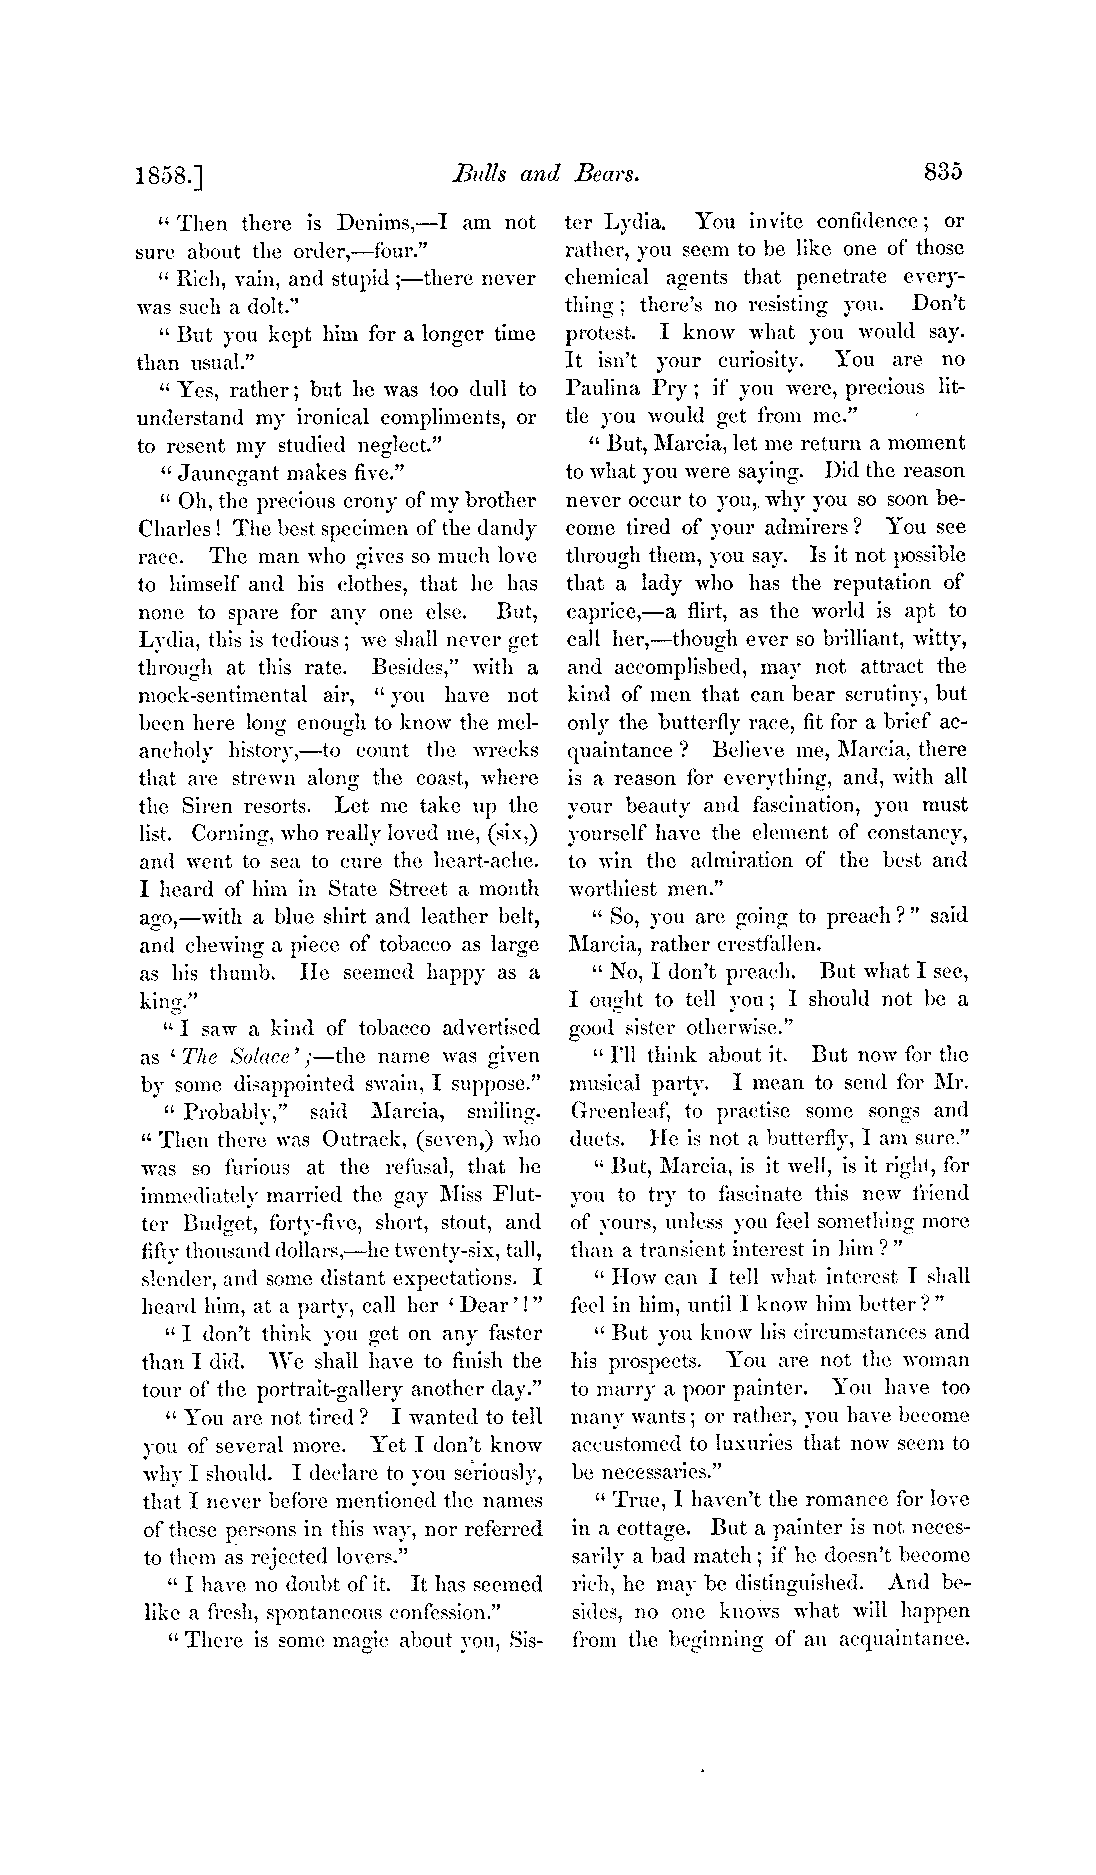 1858.] Bulls and Bears. 835
“Then there is Denims,—I am not
sure about the order,—four.”
“Rich, vain, and stupid;—there never
was such a dolt.”
“But you kept him for a longer time
than usual.”
“Yes, rather; but he was too dull to
understand my ironical compliments, or
to resent my studied neglect.”
“Jaunegant makes five.”
“Oh, the precious crony of my brother
Charles! The best specimen of the dandy
race. The man who gives so much love
to himself and his clothes, that he has
none to spare for any one else. But,
Lydia, this is tedious; we shall never get
through at this rate. Besides,” with a
mock-sentimental air, “you have not
been here long enough to know the mel-
ancholy history,—to count the wrecks
that are strewn along the coast, where
the Siren resorts. Let me take up the
list. Corning, who really loved me, (six,)
and went to sea to cure the heart-ache.
I heard of him in State Street a month
ago,—with a blue shirt and leather belt,
and chewing a piece of tobacco as large
as his thumb. He seemed happy as a
king.”
“I saw a kind of tobacco advertised
as ‘The Solace’;—the name was given
by some disappointed swain, I suppose.”
“Probably,” said Marcia, smiling.
“Then there was Outrack, (seven,) who
was so furious at the refusal, that he
immediately married the gay Miss Flut-
ter Budget, forty-five, short, stout, and
fifty thousand dollars,—he twenty-six, tall,
slender, and some distant expectations. I
heard him, at a party, call her ‘Dear’!”
“I don’t think you get on any faster
than I did. We shall have to finish the
tour of the portrait-gallery another day.”
“You are not tired? I wanted to tell
you of several more. Yet I don’t know
why I should. I declare to you seriously,
that I never before mentioned the names
of these persons in this way, nor referred
to them as rejected lovers.”
“I have no doubt of it. It has seemed
like a fresh, spontaneous confession.”
“There is some magic about you, Sis-
ter Lydia. You invite confidence; or
rather, you seem to be like one of those
chemical agents that penetrate every-
thing; there’s no resisting you. Don’t
protest. I know what you would say.
It isn’t your curiosity. You are no
Paulina Pry; if you were, precious lit-
tle you would get from me.”
“But, Marcia, let me return a moment
to what you were saying. Did the reason
never occur to you, why you so soon be-
come tired of your admirers? You see
through them, you say. Is it not possible
that a lady who has the reputation of
caprice,—a flirt, as the world is apt to
call her,—though ever so brilliant, witty,
and accomplished, may not attract the
kind of men that can bear scrutiny, but
only the butterfly race, fit for a brief ac-
quaintance? Believe me, Marcia, there
is a reason for everything, and, with all
your beauty and fascination, you must
yourself have the element of constancy,
to win the admiration of the best and
worthiest men.”
“So, you are going to preach?” said
Marcia, rather crestfallen.
“No, I don’t preach. But what I see,
I ought to tell you; I should not be a
good sister otherwise.”
“I’ll think about it. But now for the
musical party. I mean to send for Mr.
Greenleaf, to practise some songs and
duets. He is not a butterfly, I am sure.”
“But, Marcia, is it well, is it right, for
you to try to fascinate this new friend
of yours, unless you feel something more
than a transient interest in him?”
“How can I tell what interest I shall
feel in him, until I know him better?”
“But you know his circumstances and
his prospects. You are not the woman
to marry a poor painter. You have too
many wants; or rather, you have become
accustomed to luxuries that now seem to
be necessaries.”
“True, I haven’t the romance for love
in a cottage. But a painter is not neces-
sarily a bad match; if he doesn’t become
rich, he may be distinguished. And be-
sides, no one knows what will happen
from the beginning of an acquaintance.